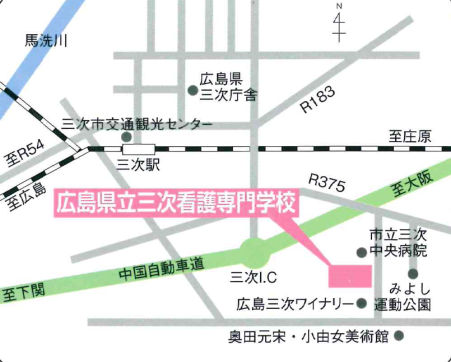 N
馬洗川
広島県
三次庁舎
R183
三次市交通観光センター
至庄原
至R54
三次駅
至広島
R375
至大阪
広島県立三次看護専門学校
市立三次
中央病院
中国自動車道
三次I.C
みよし
運動公園
至下関
広島三次ワイナリー
奥田元宋・小由女美術館